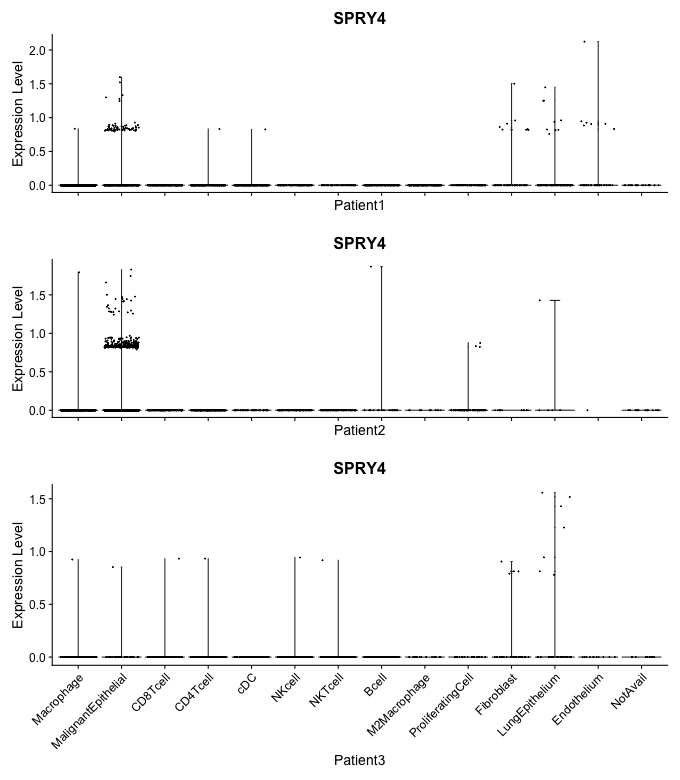 SPRY4
Expression Level
2.0
1.5
1.0
0.5
0.0
Patient1
SPRY4
Expression Level
1.5
1.0
0.5
0.0
Patient2
SPRY4
Expression Level
1.5
1.0
0.5
0.0
Macrophage
MalignantEpithelial
CD8Tcell
CD4Tcell
cDC
NKcell
NKTcell
Bcell
M2Macrophage
ProliferatingCell
Fibroblast
LungEpithelium
Endothelium
NotAvail
Patient3